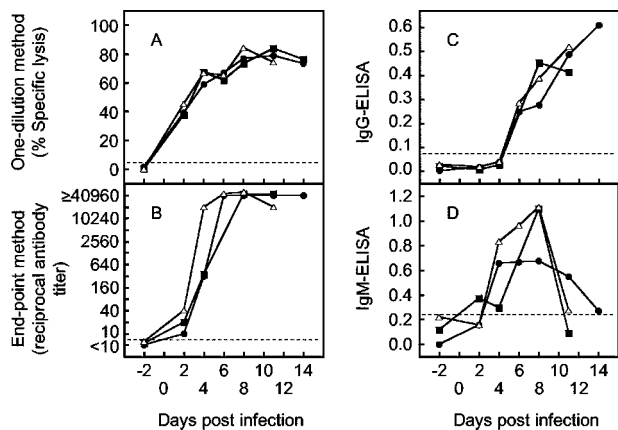 One-dilution method
(% Specific lysis)
100
80
60
40
20
0
A
IgG-ELISA
0.6
0.5
0.4
0.3
0.2
0.1
0.0
C
End-point method
(reciprocal antibody
titer)
≥40960
10240
2560
640
160
40
10
<10
B
IgM-ELISA
1.2
1.0
0.8
0.6
0.4
0.2
0.0
D
-2 2 6 8 10 14
0 4 12
Days post infection
-2 2 6 8 10 14
0 4 12
Days post infection